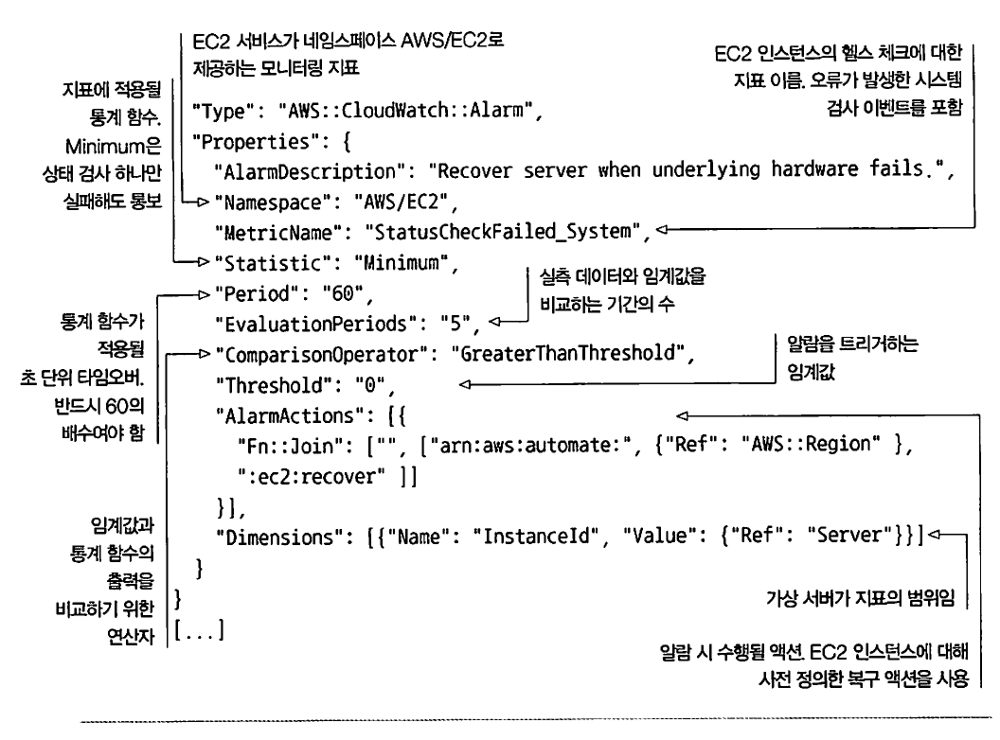 EC2 서비스가 네임스페이스 AWS/EC2로
제공하는 모니터링 지표
EC2 인스턴스의 헬스 체크에 대한
지표 이름. 오류가 발생한 시스템
검사 이벤트를 포함
지표에 적용될
통계 함수.
Minimum은
상태 검사 하나만
실패해도 통보
"Type": "AWS::CloudWatch::Alarm",
"Properties": {
"AlarmDescription": "Recover server when underlying hardware fails.",
"Namespace": "AWS/EC2",
"MetricName": "StatusCheckFailed_System",
"Statistic": "Minimum",
"Period": "60",
"EvaluationPeriods": "5",
"ComparisonOperator": "GreaterThanThreshold",
"Threshold": "0",
"AlarmActions": [{
"Fn::Join": ["", ["arn:aws:automate:", {"Ref": "AWS::Region" },
":ec2:recover" ]]
}],
"Dimensions": [{"Name": "InstanceId", "Value": {"Ref": "Server"}}]
}
}
[...]
실측 데이터와 임계값을
비교하는 기간의 수
통계 함수가
적용될
초 단위 타임오버.
반드시 60의
배수여야 함
알람을 트리거하는
임계값
임계값과
통계 함수의
출력을
비교하기 위한
연산자
가상 서버가 지표의 범위임
알람 시 수행될 액션. EC2 인스턴스에 대해
사전 정의한 복구 액션을 사용